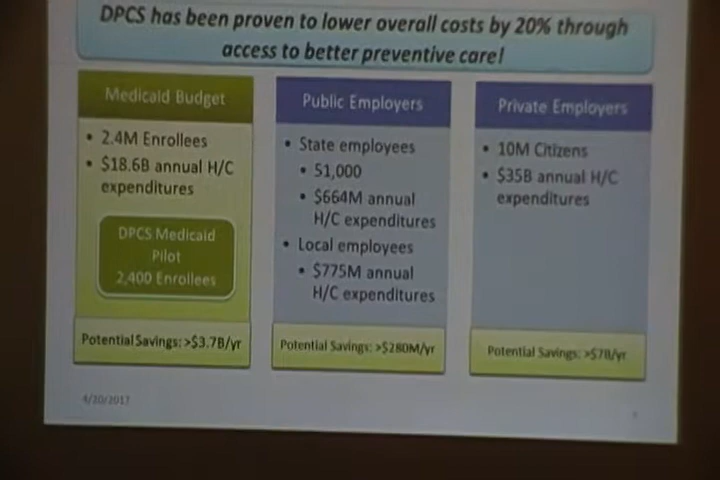 DPCS has been proven to lower overall costs by 20% through
access to better preventive care!
Medicaid Budget
• 2.4M Enrollees
• $18.6B annual H/C
expenditures
DPCS Medicaid
Pilot
2,400 Enrollees
Potential Savings: >$3.7B/yr
Public Employers
• State employees
• 51,000
• $664M annual
H/C expenditures
• Local employees
• $775M annual
H/C expenditures
Potential Savings: >$280M/yr
Private Employers
• 10M Citizens
• $35B annual H/C
expenditures
Potential Savings: >$7B/yr
4/20/2017